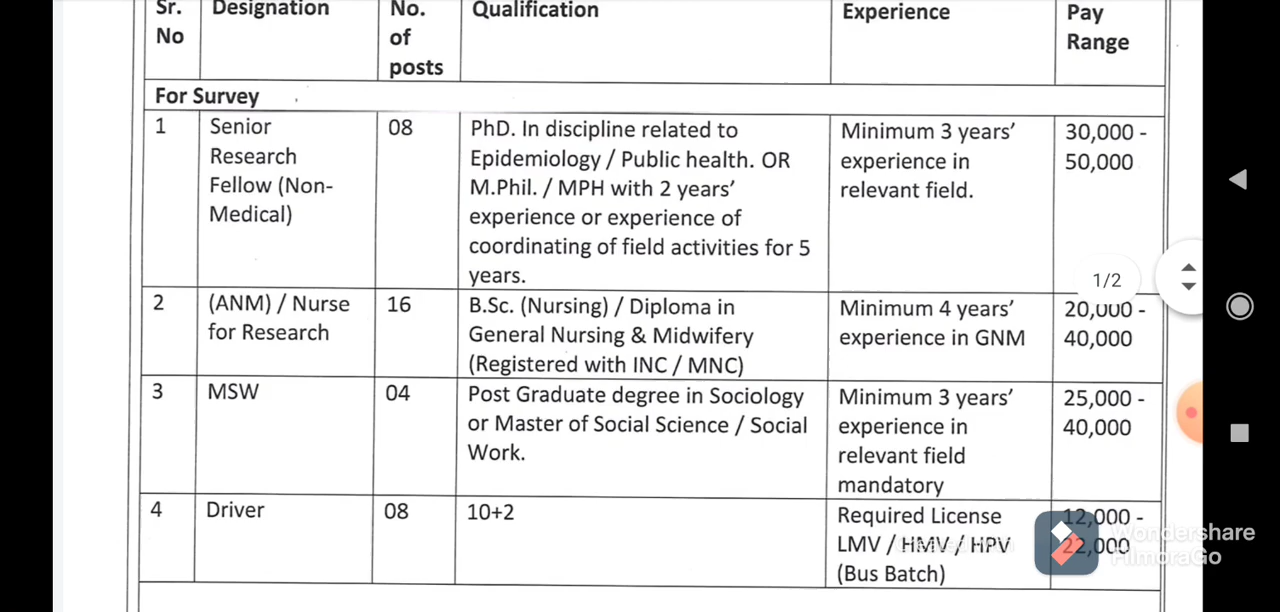 Sr. No
Designation
No. of posts
Qualification
Experience
Pay Range
For Survey
1
Senior
Research
Fellow (Non-
Medical)
08
PhD. In discipline related to
Epidemiology / Public health. OR
M.Phil. / MPH with 2 years'
experience or experience of
coordinating of field activities for 5
years.
Minimum 3 years'
experience in
relevant field.
30,000 -
50,000
1/2
2
(ANM) / Nurse
for Research
16
B.Sc. (Nursing) / Diploma in
General Nursing & Midwifery
(Registered with INC / MNC)
Minimum 4 years'
experience in GNM
20,000 -
40,000
3
MSW
04
Post Graduate degree in Sociology
or Master of Social Science / Social
Work.
Minimum 3 years'
experience in
relevant field
mandatory
25,000 -
40,000
4
Driver
08
10+2
Required License
LMV / HMV / HPV
(Bus Batch)
12,000 -
22,000
Wondershare
FilmoraGo